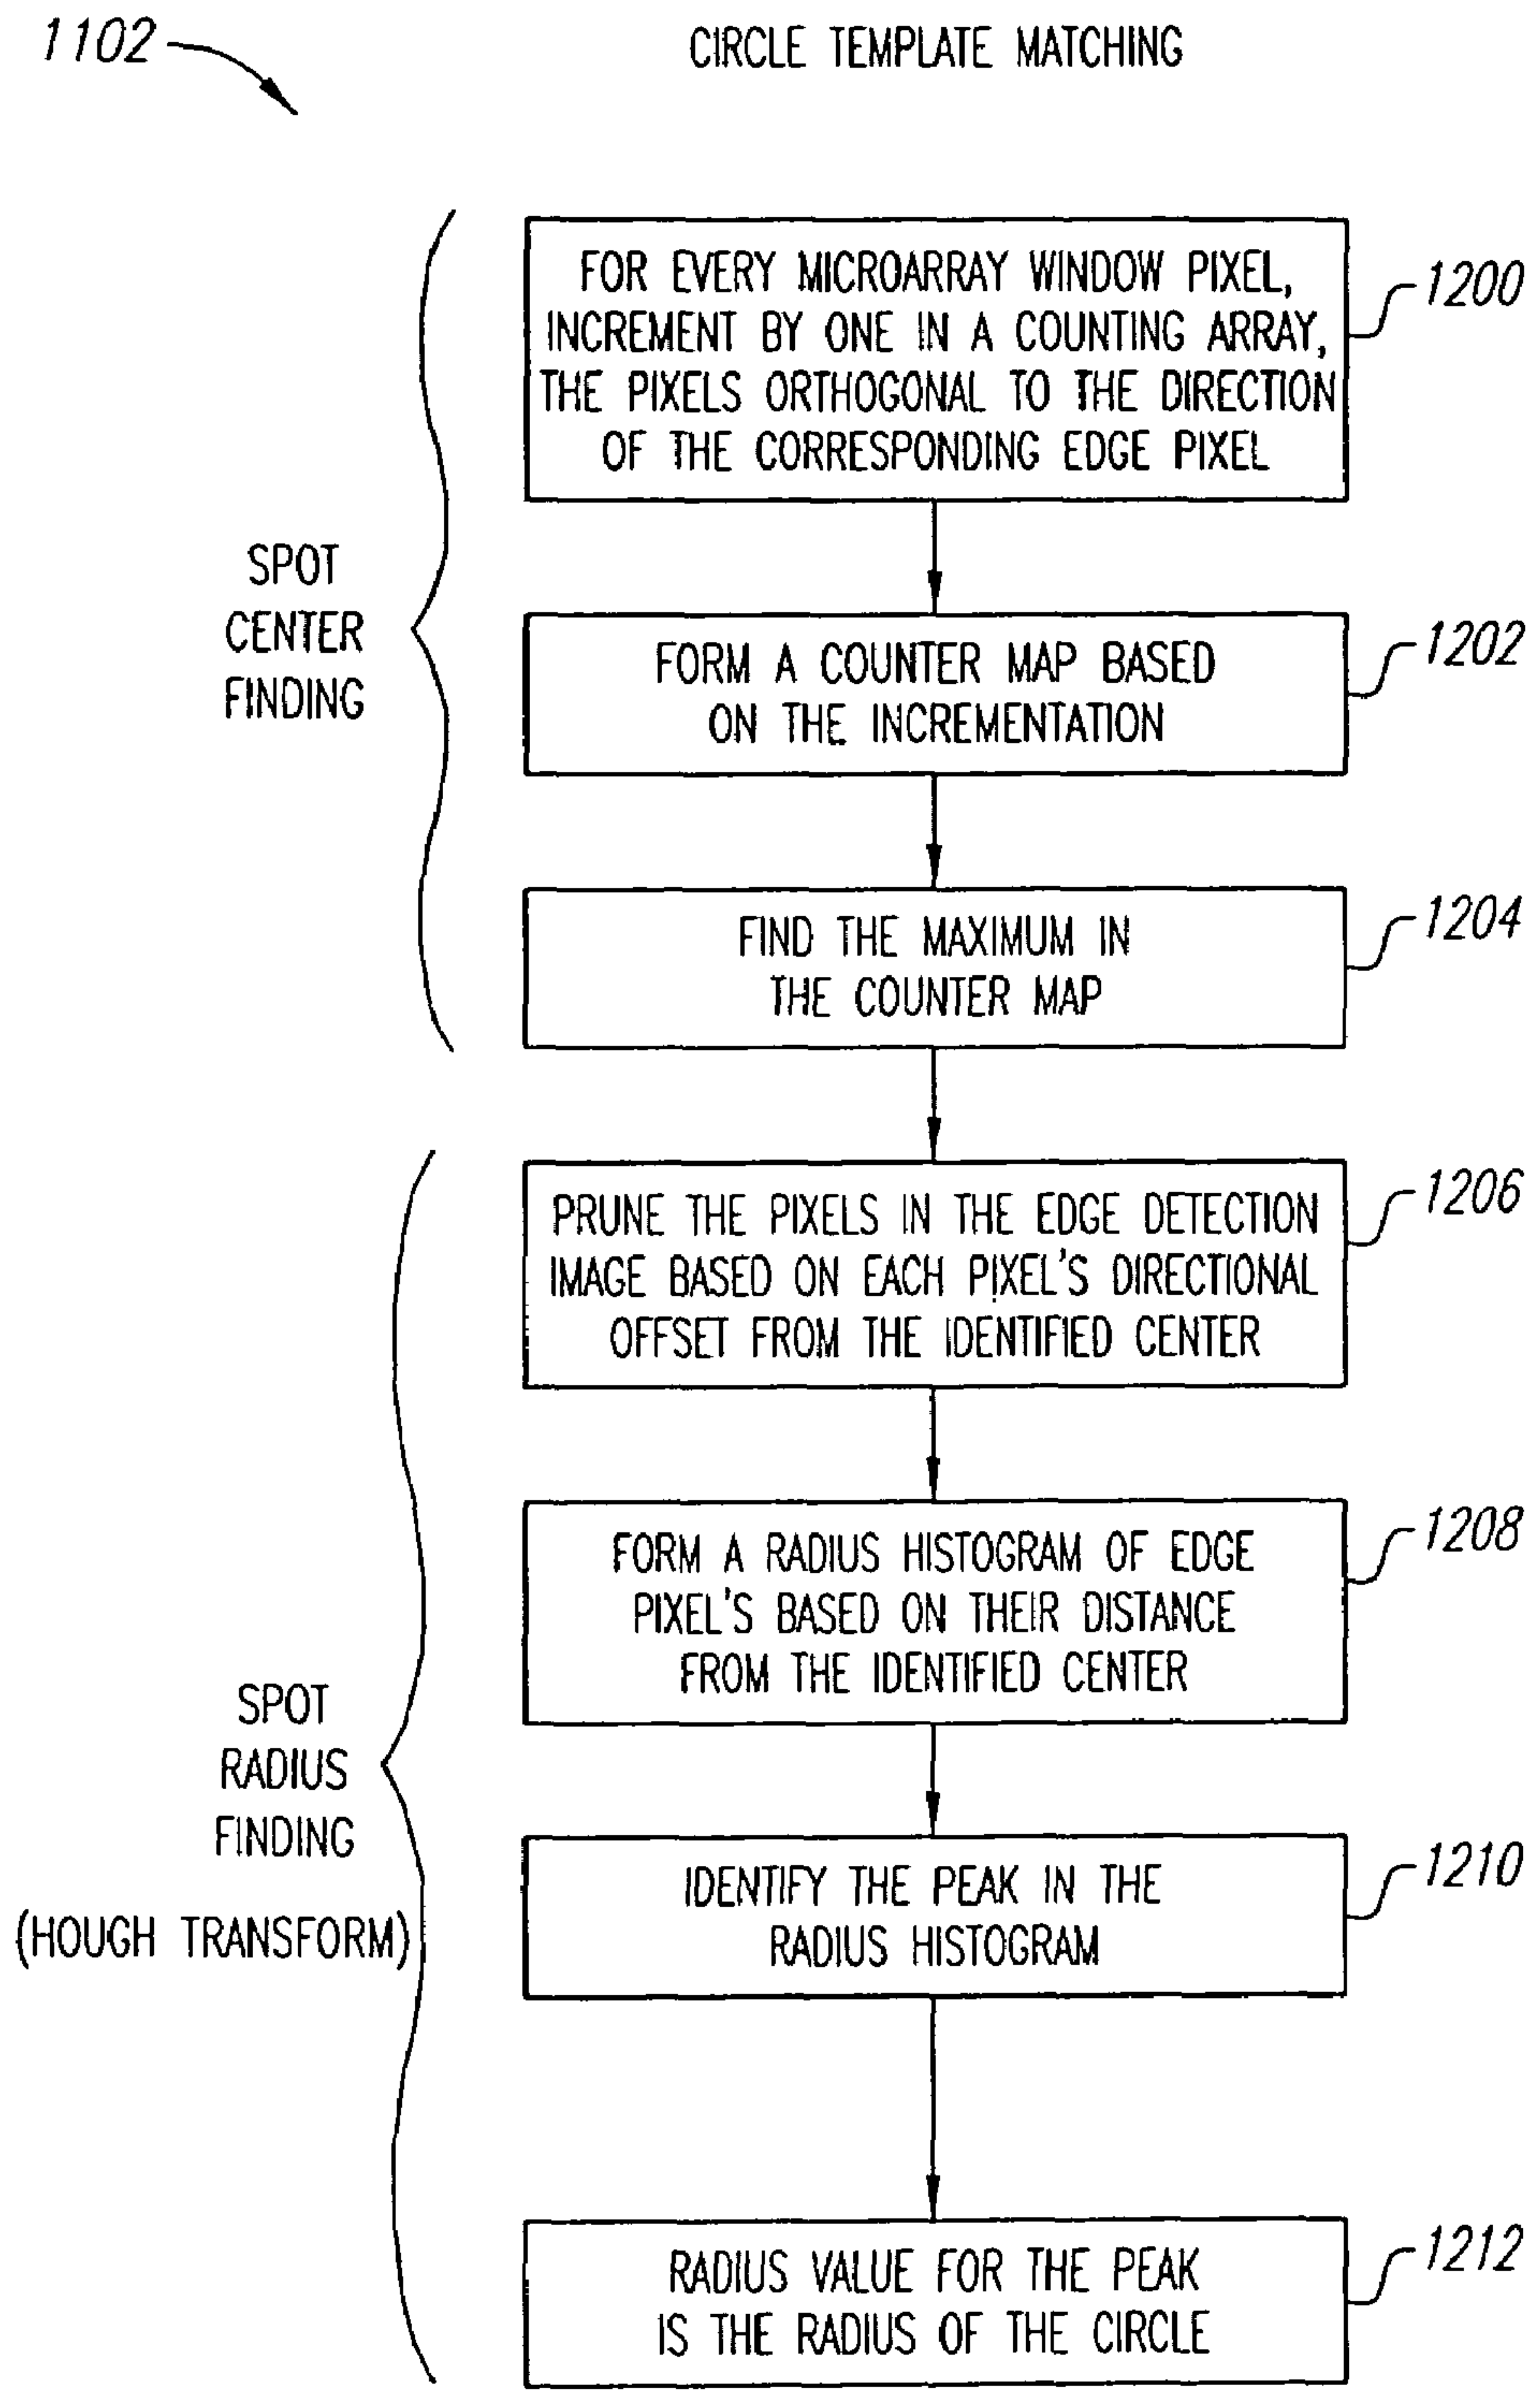 1102
CIRCLE TEMPLATE MATCHING
FOR EVERY MICROARRAY WINDOW PIXEL,
INCREMENT BY ONE IN A COUNTING ARRAY,
THE PIXELS ORTHOGONAL TO THE DIRECTION
OF THE CORRESPONDING EDGE PIXEL
1200
SPOT
CENTER
FINDING
FORM A COUNTER MAP BASED
ON THE INCREMENTATION
1202
FIND THE MAXIMUM IN
THE COUNTER MAP
1204
PRUNE THE PIXELS IN THE EDGE DETECTION
IMAGE BASED ON EACH PIXEL'S DIRECTIONAL
OFFSET FROM THE IDENTIFIED CENTER
1206
FORM A RADIUS HISTOGRAM OF EDGE
PIXEL'S BASED ON THEIR DISTANCE
FROM THE IDENTIFIED CENTER
1208
SPOT
RADIUS
FINDING
(HOUGH TRANSFORM)
IDENTIFY THE PEAK IN THE
RADIUS HISTOGRAM
1210
RADIUS VALUE FOR THE PEAK
IS THE RADIUS OF THE CIRCLE
1212